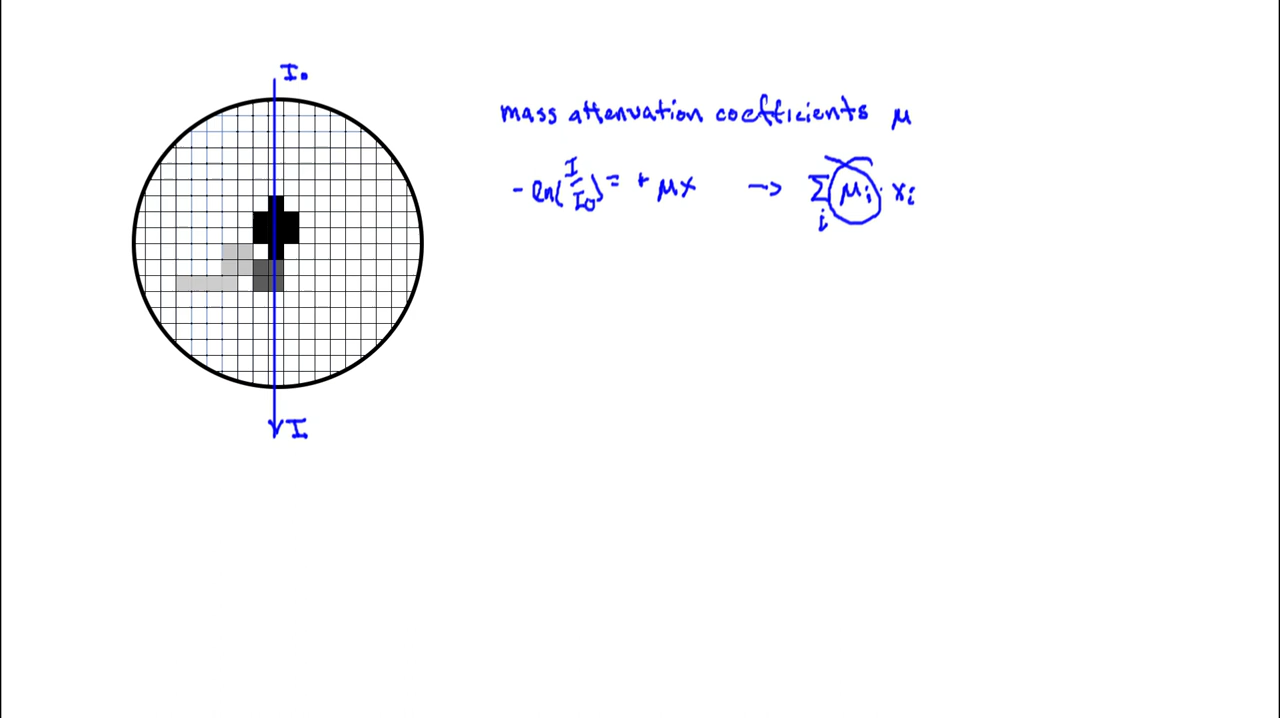 I₀
mass attenuation coefficients μ
-ln(I/I₀) = + μx → Σᵢ μᵢ · xᵢ
I